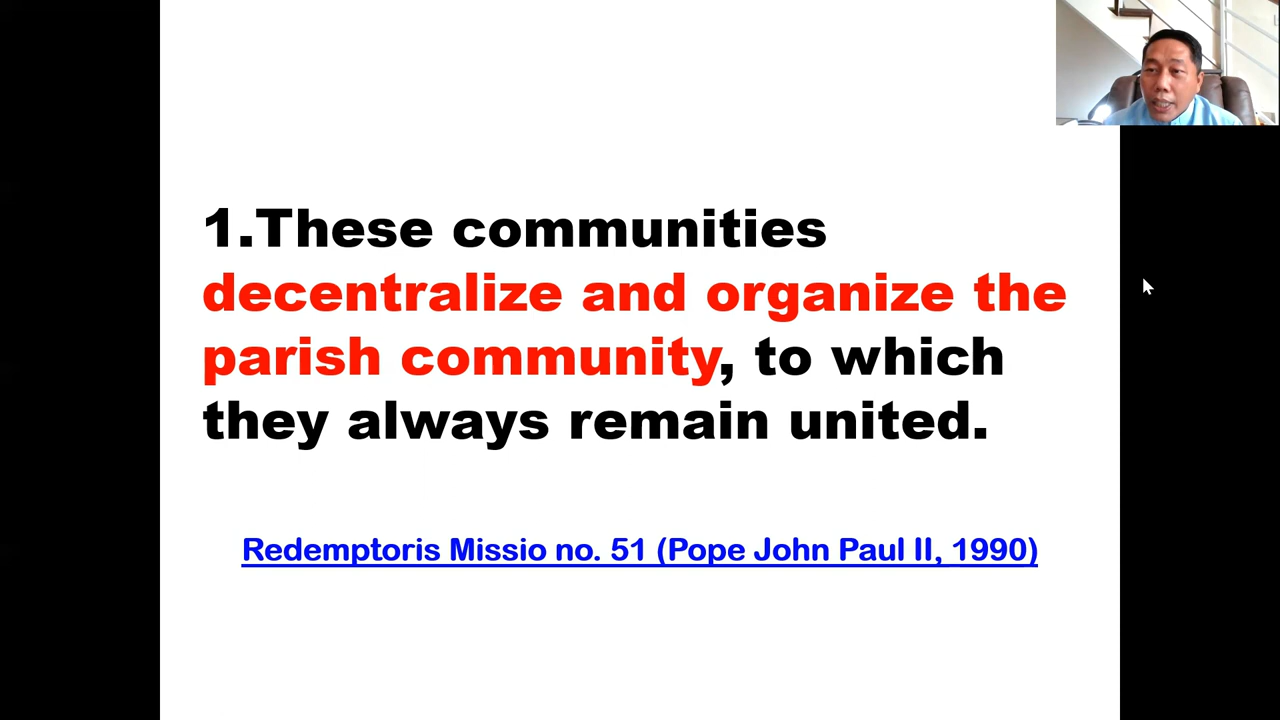 1.These communities
decentralize and organize the
parish community, to which
they always remain united.
Redemptoris Missio no. 51 (Pope John Paul II, 1990)